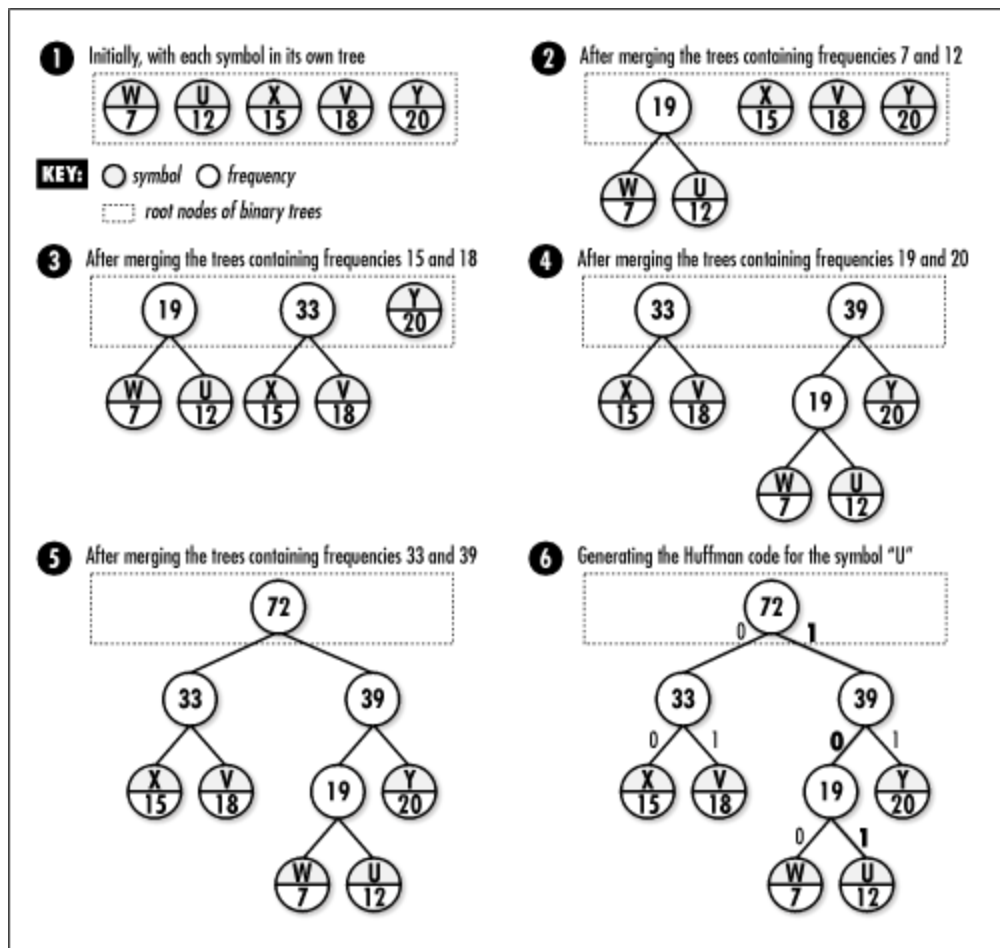 1 Initially, with each symbol in its own tree
W U X V Y
7 12 15 18 20
KEY: symbol frequency
root nodes of binary trees
2 After merging the trees containing frequencies 7 and 12
19 X V Y
15 18 20
W U
7 12
3 After merging the trees containing frequencies 15 and 18
19 33 Y
20
W U X V
7 12 15 18
4 After merging the trees containing frequencies 19 and 20
33 39
X V 19 Y
15 18 20
W U
7 12
5 After merging the trees containing frequencies 33 and 39
72
33 39
X V 19 Y
15 18 20
W U
7 12
6 Generating the Huffman code for the symbol “U”
72
0 1
33 39
0 1 0 1
X V 19 Y
15 18 20
0 1
W U
7 12